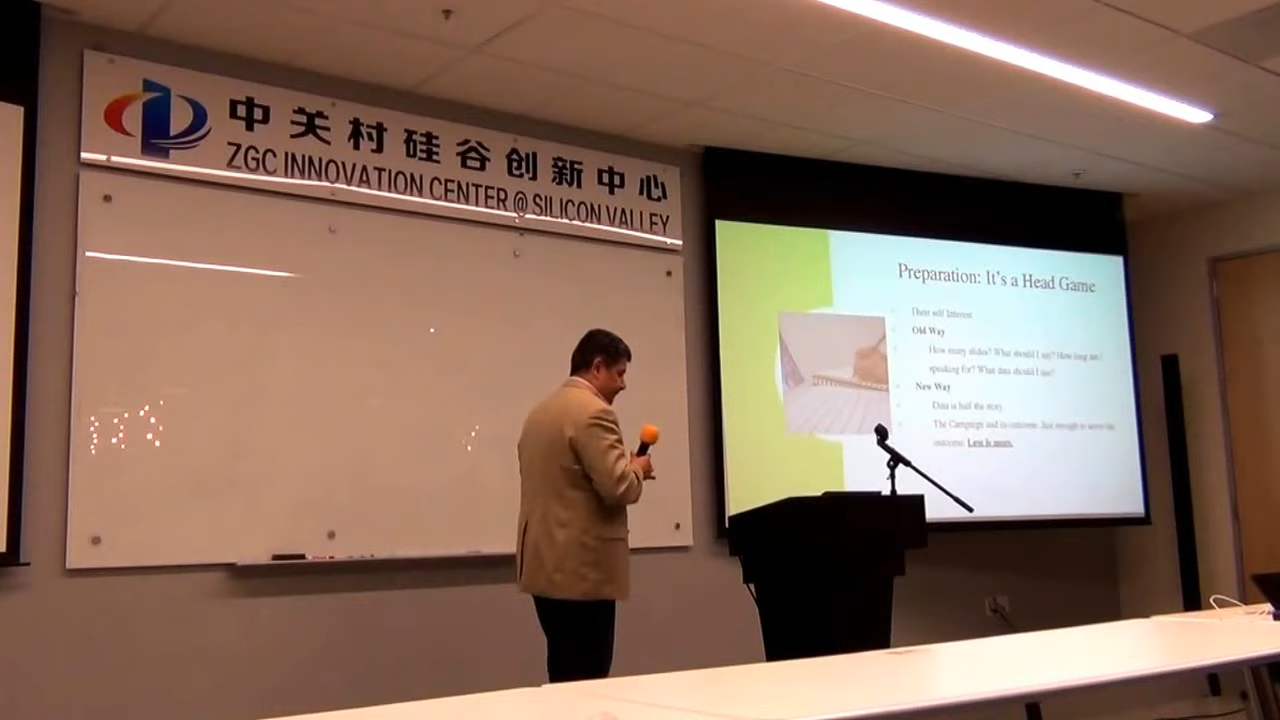 中关村硅谷创新中心
ZGC INNOVATION CENTER @ SILICON VALLEY
Preparation: It's a Head Game
Their self Interest
Old Way
How many slides? What should I say? How long am I
speaking for? What data should I use?
New Way
Data is half the story
The Campaign and its outcome. Just enough to serve the
outcome. Less is more.